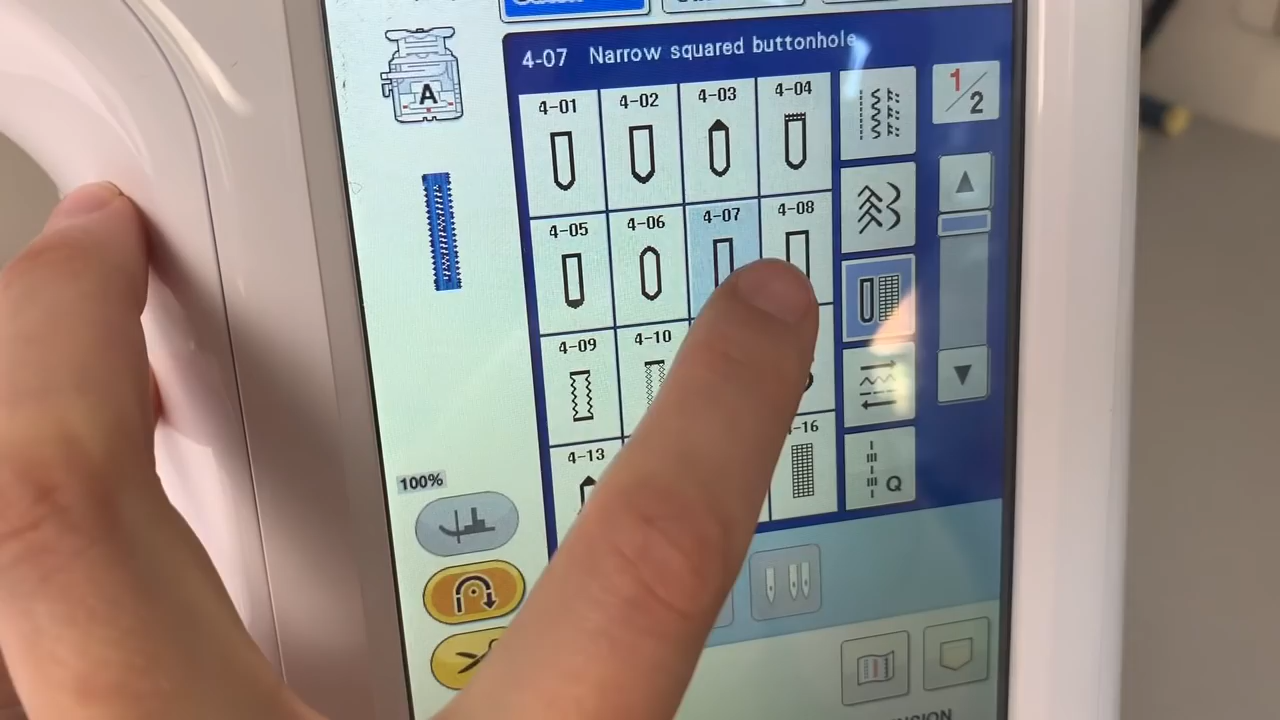 4-07 Narrow squared buttonhole
1/2
A
4-01 4-02 4-03 4-04
4-05 4-06 4-07 4-08
4-09 4-10
4-13 -16
Q
100%